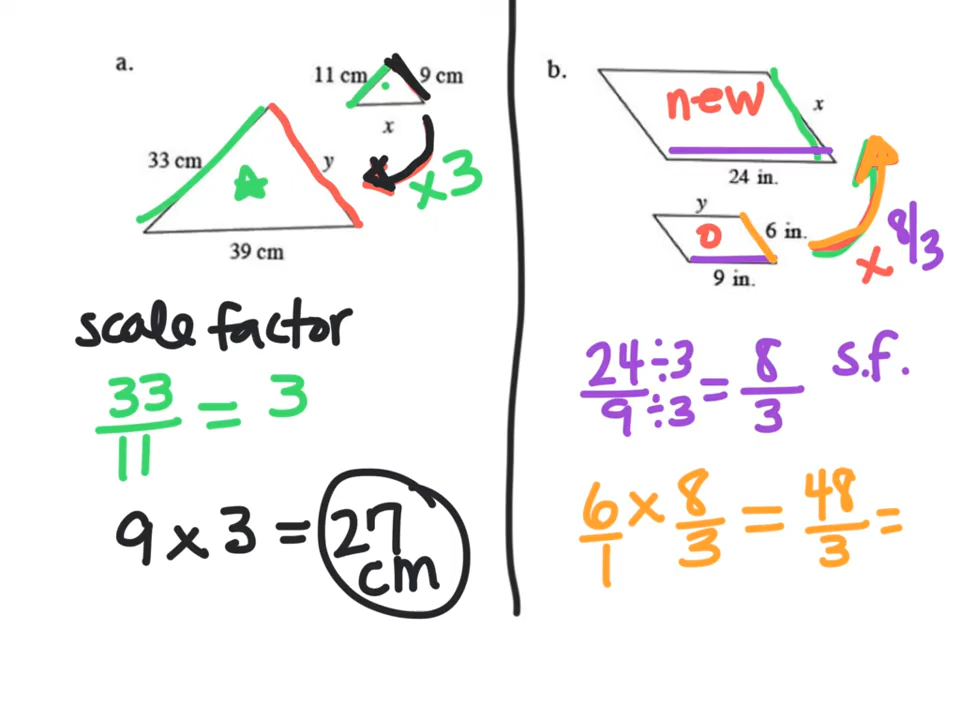 a.
11 cm
9 cm
x
33 cm
y
x3
39 cm
scale factor
33/11 = 3
9 x 3 = 27 cm
b.
new
x
24 in.
y
o
6 in.
x 8/3
9 in.
24÷3/9÷3 = 8/3 s.f.
6/1 x 8/3 = 48/3 =